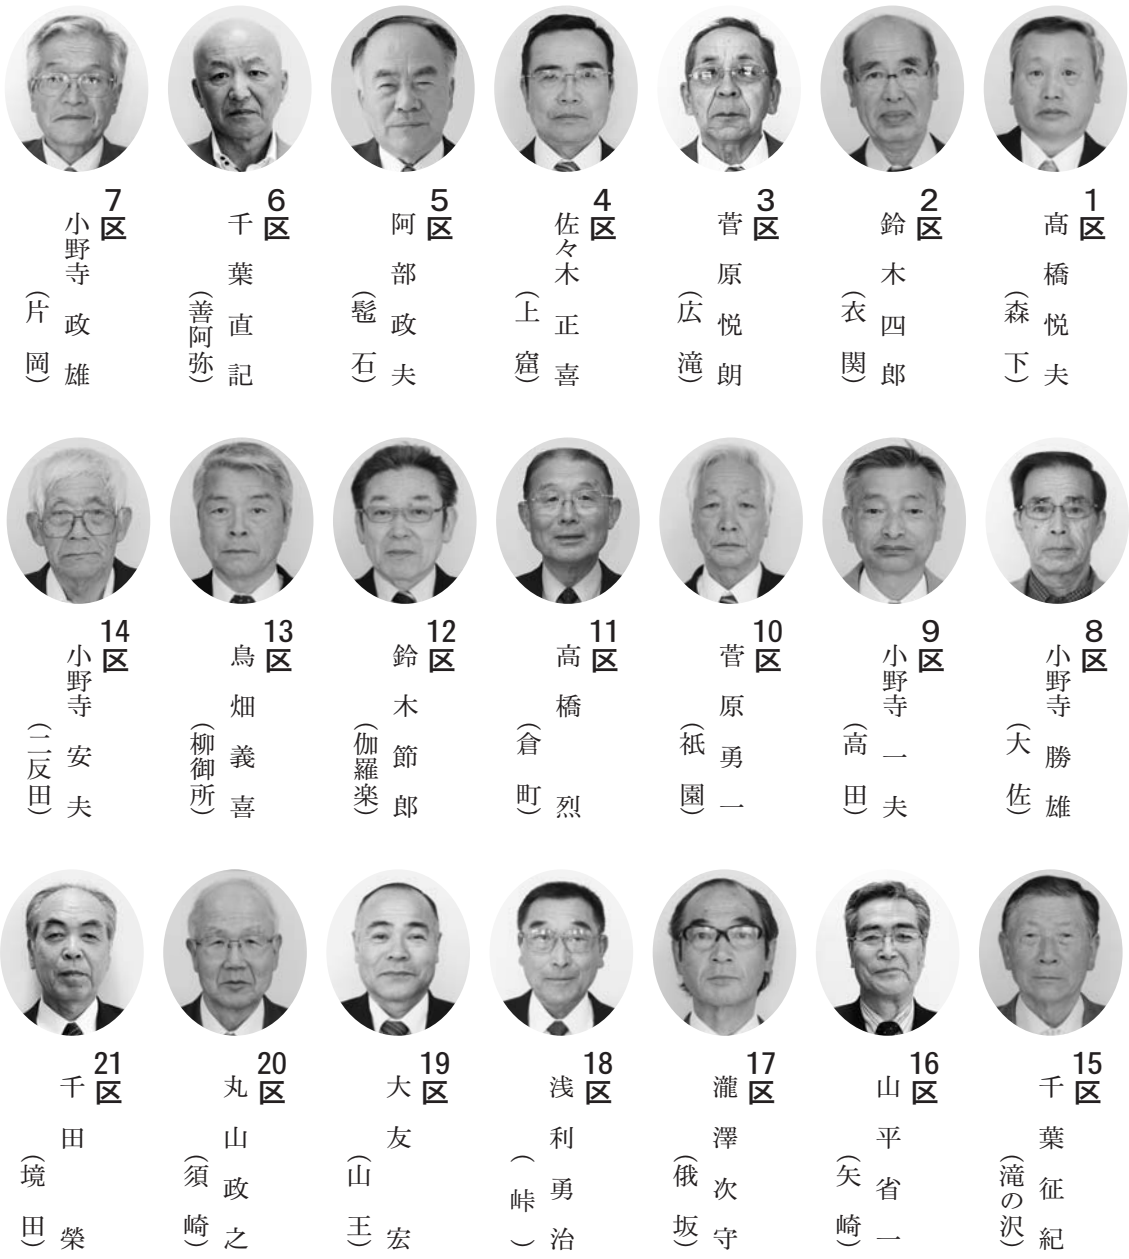 1区
髙橋悦夫
(森下)
2区
鈴木四郎
(衣関)
3区
菅原悦朗
(広滝)
4区
佐々木正喜
(上窟)
5区
阿部政夫
(髢石)
6区
千葉直記
(善阿弥)
7区
小野寺政雄
(片岡)
8区
小野寺勝雄
(大佐)
9区
小野寺一夫
(高田)
10区
菅原勇一
(祇園)
11区
高橋烈
(倉町)
12区
鈴木節郎
(伽羅楽)
13区
鳥畑義喜
(柳御所)
14区
小野寺安夫
(二反田)
15区
千葉征紀
(滝の沢)
16区
山平省一
(矢崎)
17区
瀧澤次守
(俄坂)
18区
浅利勇治
(峠)
19区
大友宏
(山王)
20区
丸山政之
(須崎)
21区
千田榮
(境田)